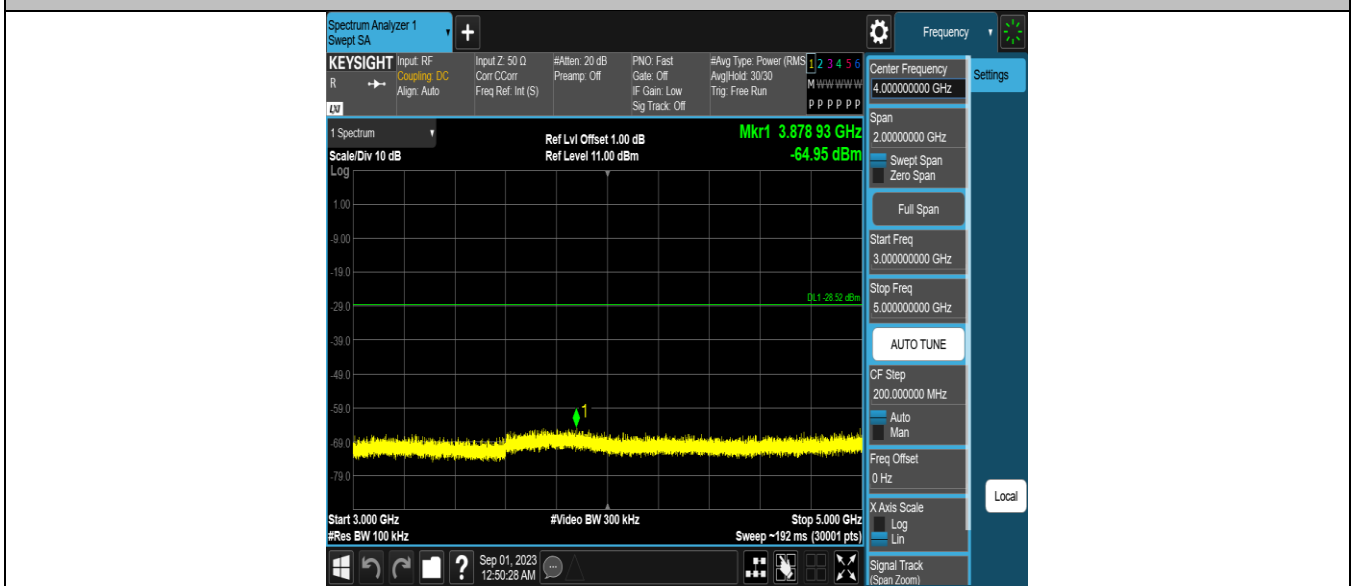 Spectrum Analyzer 1
Swept SA
+
Frequency
KEYSIGHT Input: RF
R
Coupling: DC
Align: Auto
LXI
Input Z: 50 Ω
Corr CCorr
Freq Ref: Int (S)
#Atten: 20 dB
Preamp: Off
PNO: Fast
Gate: Off
IF Gain: Low
Sig Track: Off
#Avg Type: Power (RMS
Avg|Hold: 30/30
Trig: Free Run
1 2 3 4 5 6
M W W W W W
P P P P P P
1 Spectrum
Scale/Div 10 dB
Ref Lvl Offset 1.00 dB
Ref Level 11.00 dBm
Mkr1 3.878 93 GHz
-64.95 dBm
Log
1.00
-9.00
-19.0
-29.0
-39.0
-49.0
-59.0
-69.0
-79.0
DL1 -28.52 dBm
1
Start 3.000 GHz
#Res BW 100 kHz
#Video BW 300 kHz
Stop 5.000 GHz
Sweep ~192 ms (30001 pts)
Center Frequency
4.000000000 GHz
Span
2.00000000 GHz
Swept Span
Zero Span
Full Span
Start Freq
3.000000000 GHz
Stop Freq
5.000000000 GHz
AUTO TUNE
CF Step
200.000000 MHz
Auto
Man
Freq Offset
0 Hz
X Axis Scale
Log
Lin
Signal Track
(Span Zoom)
Settings
Local
?
Sep 01, 2023
12:50:28 AM